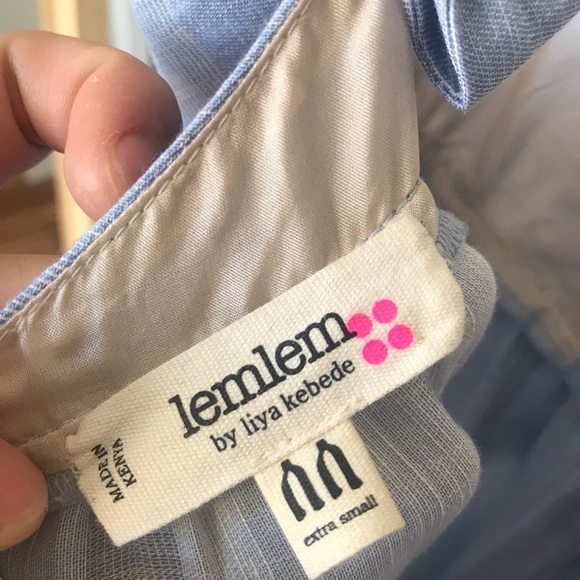 lemlem
by liya kebede
MADE IN
KENYA
extra small